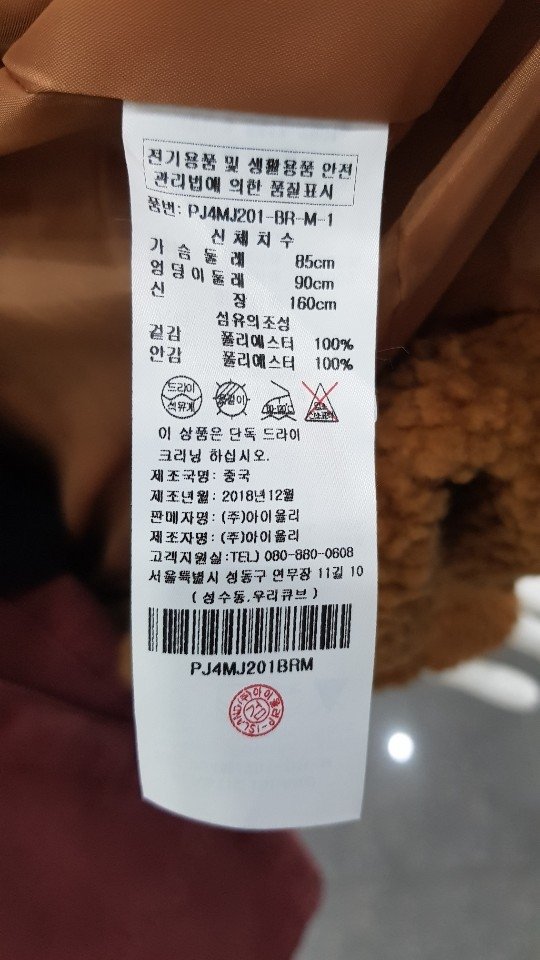 전기용품 및 생활용품 안전
관리법에 의한 품질표시
품번: PJ4MJ201-BR-M-1
신체치수
가슴둘레 85cm
엉덩이둘레 90cm
신장 160cm
섬유의조성
겉감 폴리에스터 100%
안감 폴리에스터 100%
드라이
석유계
이 상품은 단독 드라이
크리닝 하십시오.
제조국명: 중국
제조년월: 2018년12월
판매자명: (주)아이올리
제조자명: (주)아이올리
고객지원실:TEL) 080-880-0608
서울특별시 성동구 연무장 11길 10
(성수동,우리큐브)
PJ4MJ201BRM
(주)아이올리